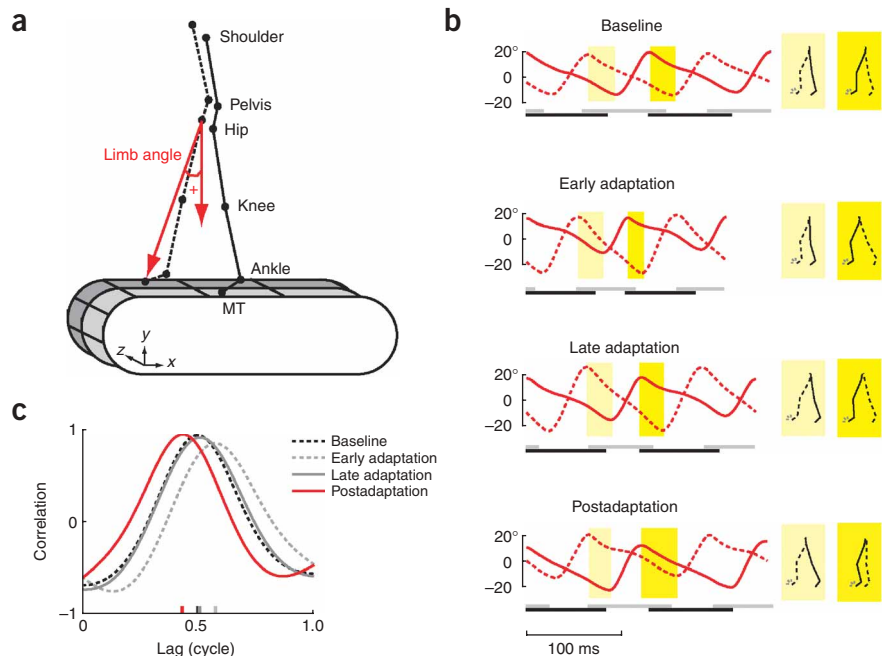 a
Shoulder
Pelvis
Hip
Limb angle
+
Knee
Ankle
MT
y
z
x
b
Baseline
20°
0
–20
Early adaptation
20°
0
–20
Late adaptation
20°
0
–20
Postadaptation
20°
0
–20
100 ms
c
Correlation
1
0
–1
0
0.5
1.0
Lag (cycle)
Baseline
Early adaptation
Late adaptation
Postadaptation